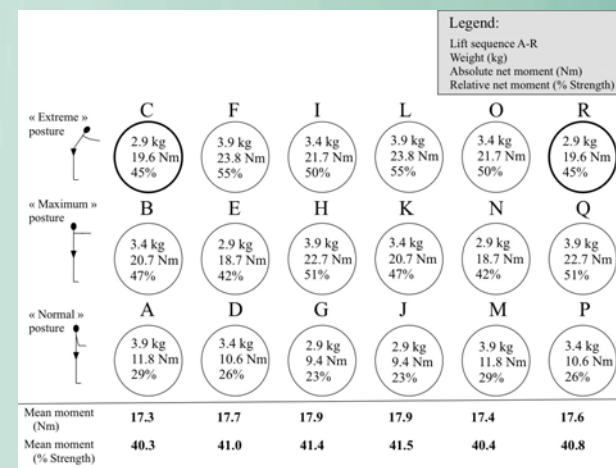 Legend:
Lift sequence A-R
Weight (kg)
Absolute net moment (Nm)
Relative net moment (% Strength)
C F I L O R
« Extreme »
posture
2.9 kg 3.9 kg 3.4 kg 3.9 kg 3.4 kg 2.9 kg
19.6 Nm 23.8 Nm 21.7 Nm 23.8 Nm 21.7 Nm 19.6 Nm
45% 55% 50% 55% 50% 45%
B E H K N Q
« Maximum »
posture
3.4 kg 2.9 kg 3.9 kg 3.4 kg 2.9 kg 3.9 kg
20.7 Nm 18.7 Nm 22.7 Nm 20.7 Nm 18.7 Nm 22.7 Nm
47% 42% 51% 47% 42% 51%
A D G J M P
« Normal »
posture
3.9 kg 3.4 kg 2.9 kg 2.9 kg 3.9 kg 3.4 kg
11.8 Nm 10.6 Nm 9.4 Nm 9.4 Nm 11.8 Nm 10.6 Nm
29% 26% 23% 23% 29% 26%
Mean moment
(Nm)
17.3 17.7 17.9 17.9 17.4 17.6
Mean moment
(% Strength)
40.3 41.0 41.4 41.5 40.4 40.8